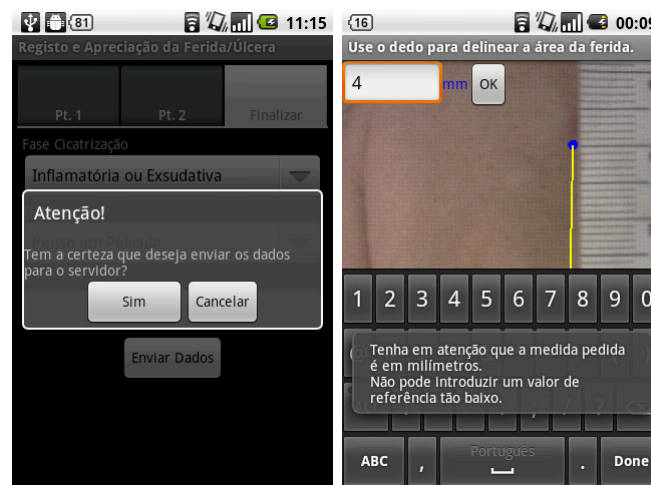 81
11:15
Registo e Apreciação da Ferida/Úlcera
Pt. 1
Pt. 2
Finalizar
Fase Cicatrização
Inflamatória ou Exsudativa
Atenção!
Tem a certeza que deseja enviar os dados
para o servidor?
Sim
Cancelar
Enviar Dados
16
00:09
Use o dedo para delinear a área da ferida.
4
mm
OK
1 2 3 4 5 6 7 8 9 0
Tenha em atenção que a medida pedida
é em milímetros.
Não pode introduzir um valor de
referência tão baixo.
ABC
,
Português
.
Done